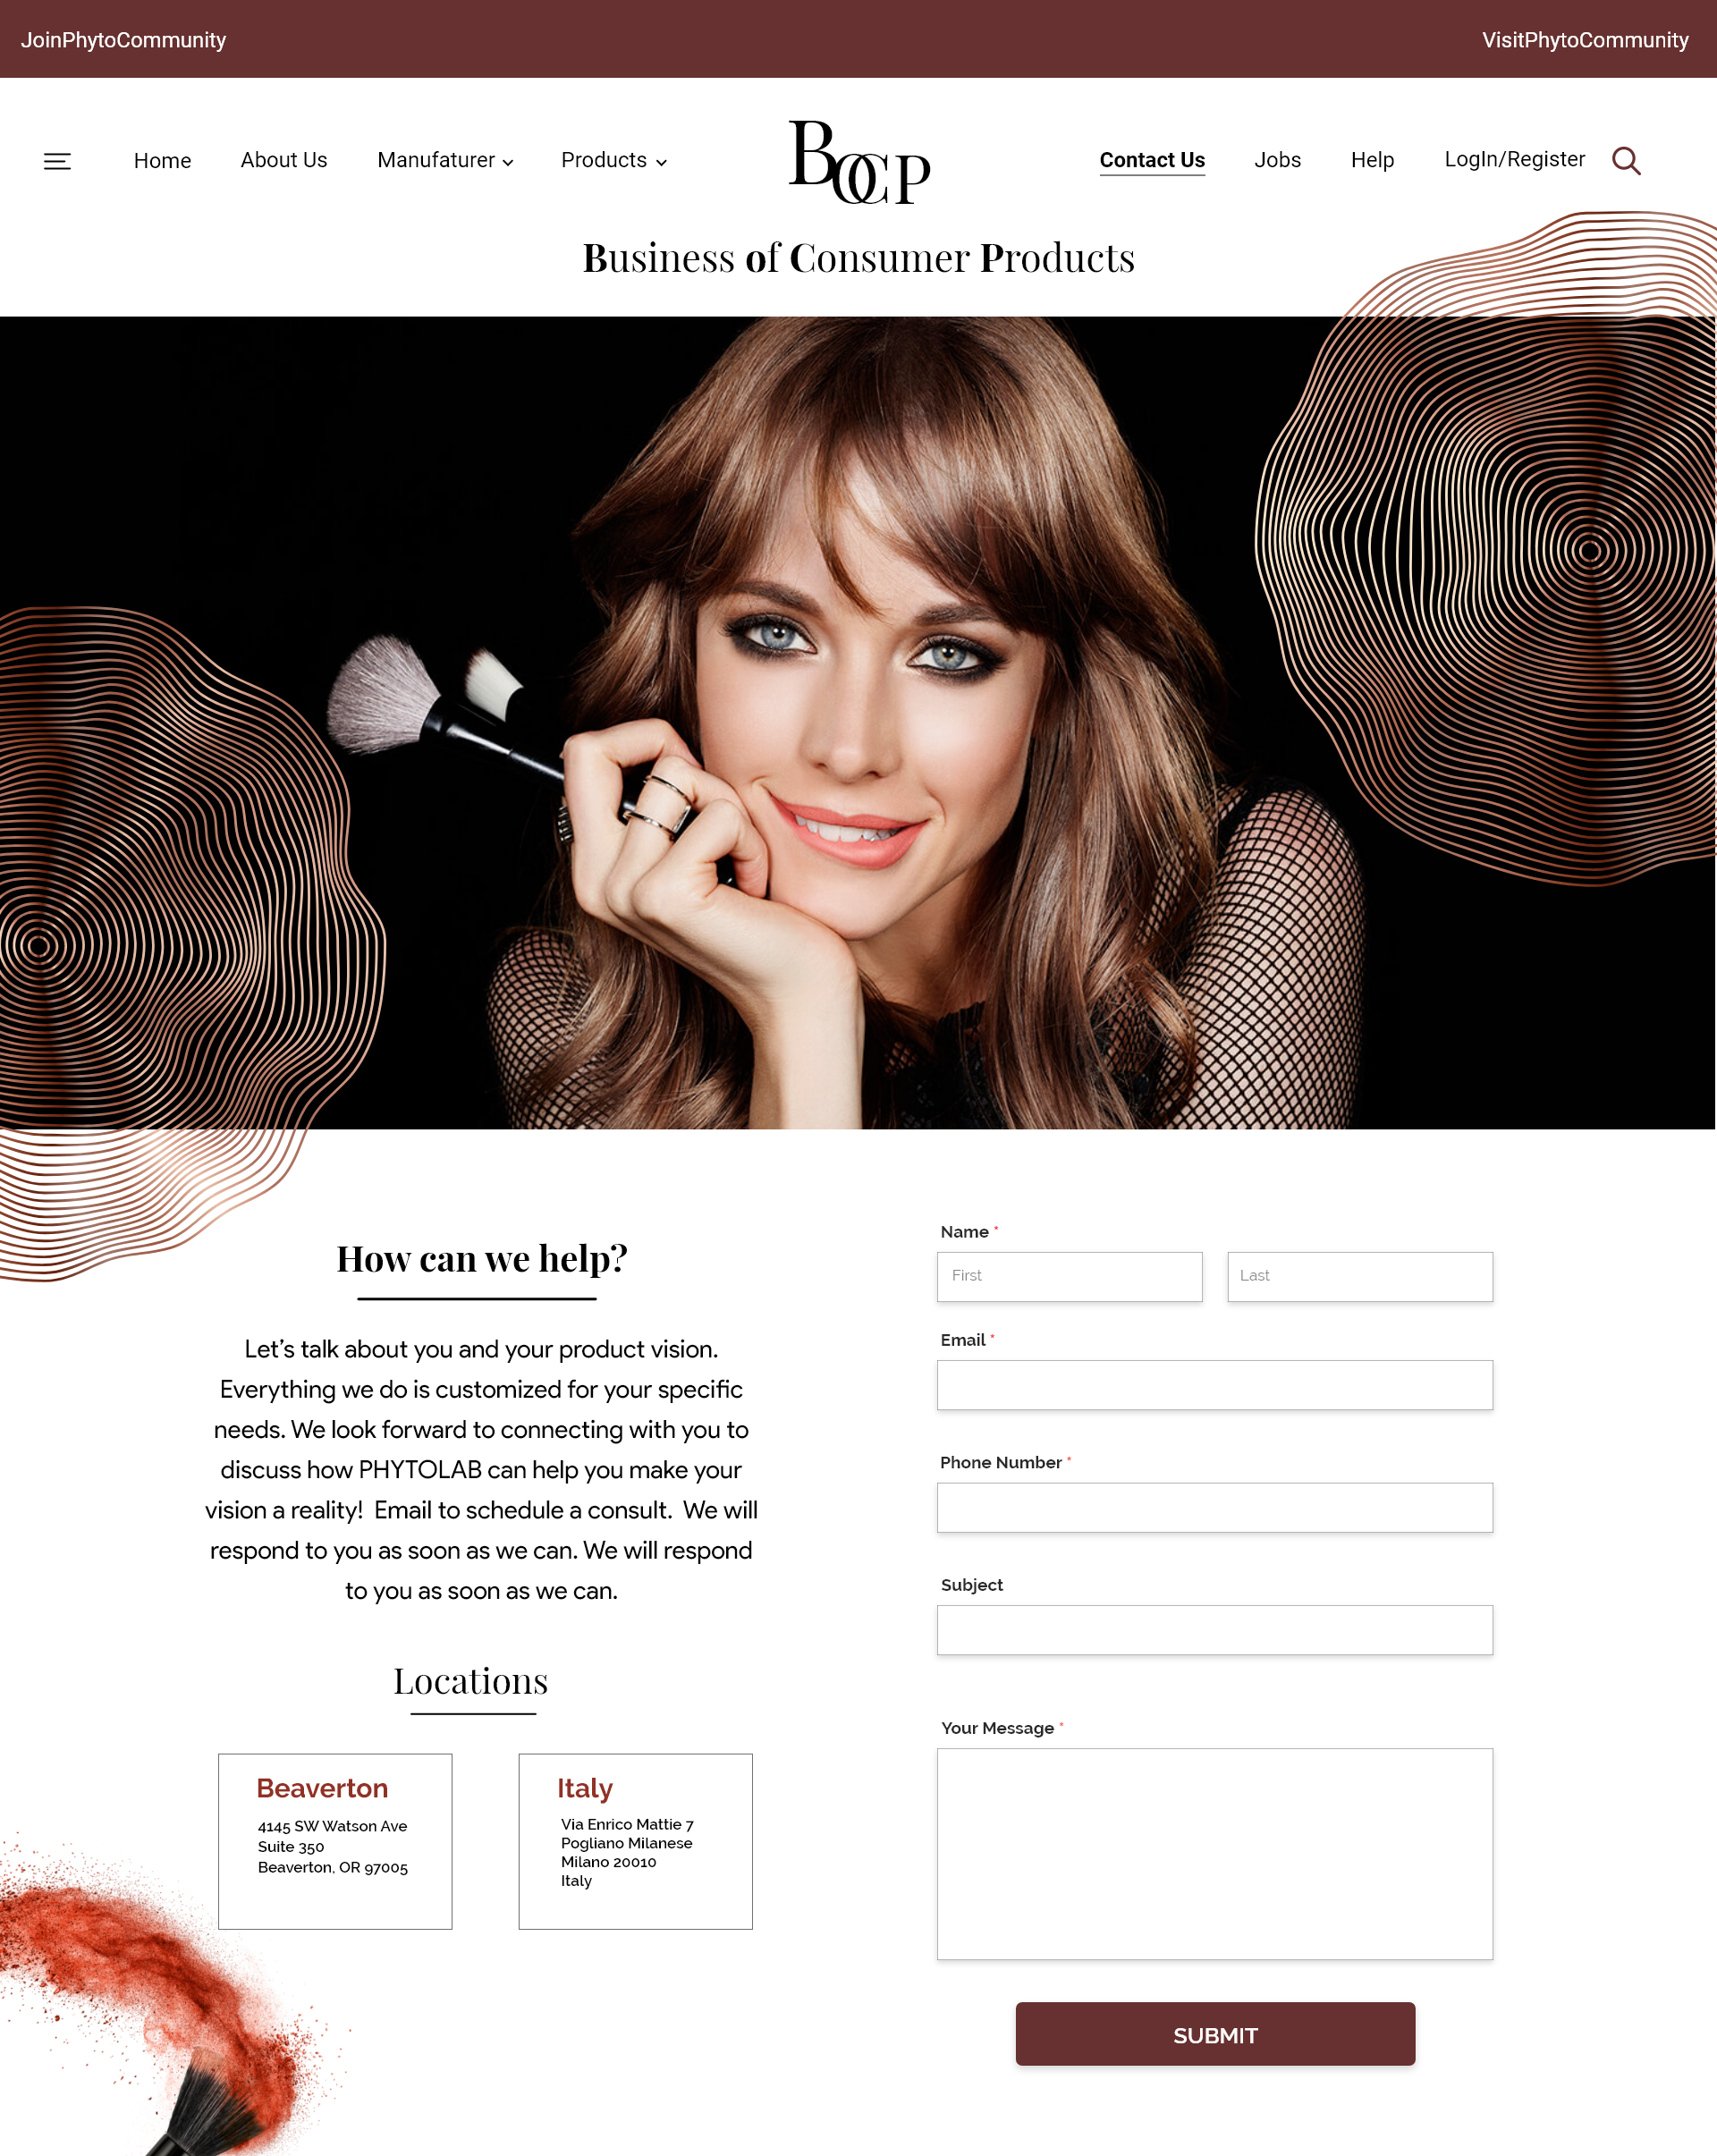 JoinPhytoCommunity
VisitPhytoCommunity
Home
About Us
Manufaturer
Products
BOCP
Contact Us
Jobs
Help
LogIn/Register
Business of Consumer Products
How can we help?
Let’s talk about you and your product vision.
Everything we do is customized for your specific
needs. We look forward to connecting with you to
discuss how PHYTOLAB can help you make your
vision a reality!  Email to schedule a consult.  We will
respond to you as soon as we can. We will respond
to you as soon as we can.
Locations
Beaverton
4145 SW Watson Ave
Suite 350
Beaverton, OR 97005
Italy
Via Enrico Mattie 7
Pogliano Milanese
Milano 20010
Italy
Name *
First
Last
Email *
Phone Number *
Subject
Your Message *
SUBMIT